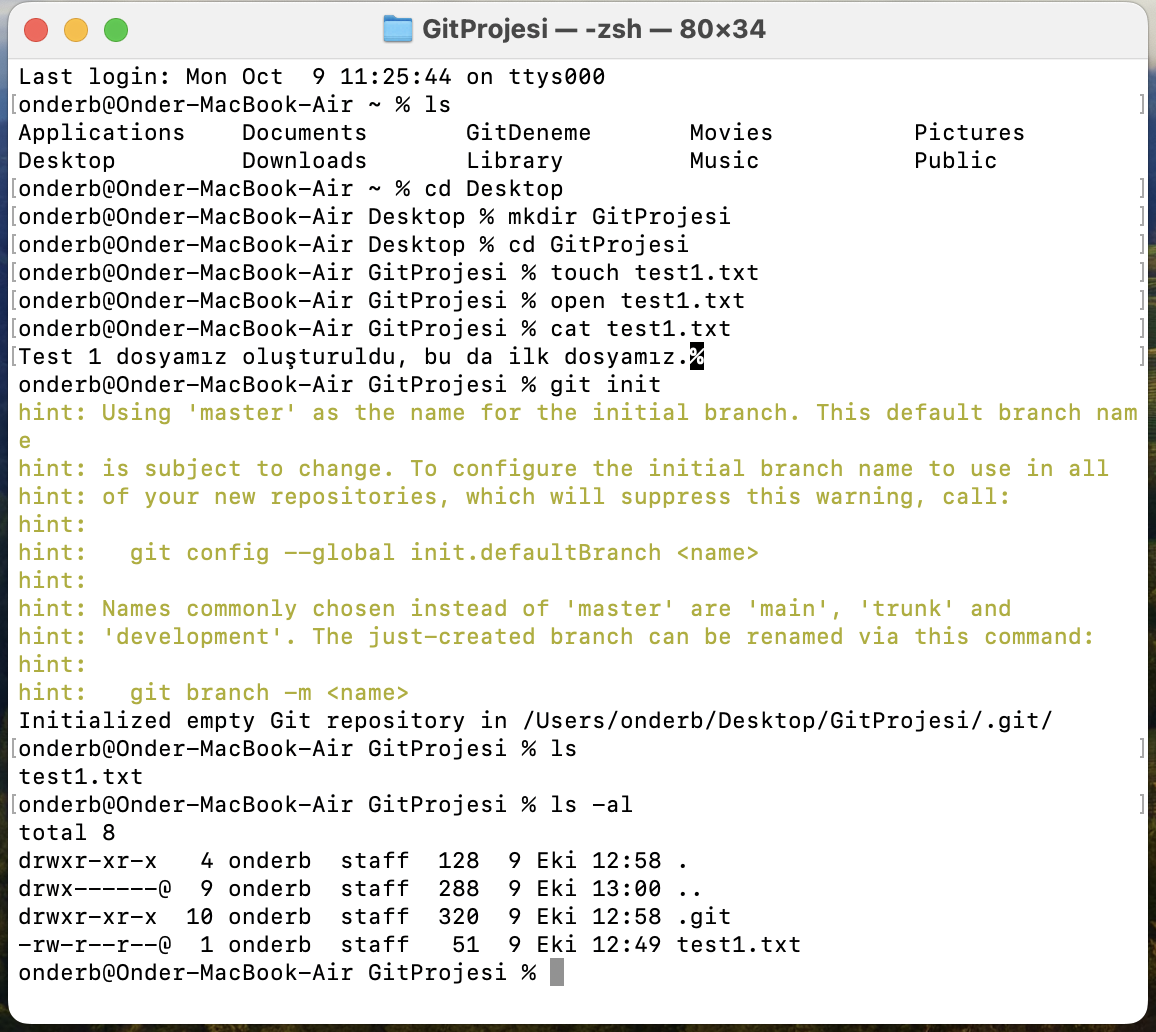 GitProjesi — -zsh — 80×34
Last login: Mon Oct  9 11:25:44 on ttys000
[onderb@Onder-MacBook-Air ~ % ls ]
Applications    Documents       GitDeneme       Movies          Pictures
Desktop         Downloads       Library         Music           Public
[onderb@Onder-MacBook-Air ~ % cd Desktop ]
[onderb@Onder-MacBook-Air Desktop % mkdir GitProjesi ]
[onderb@Onder-MacBook-Air Desktop % cd GitProjesi ]
[onderb@Onder-MacBook-Air GitProjesi % touch test1.txt ]
[onderb@Onder-MacBook-Air GitProjesi % open test1.txt ]
[onderb@Onder-MacBook-Air GitProjesi % cat test1.txt ]
[Test 1 dosyamız oluşturuldu, bu da ilk dosyamız.% ]
onderb@Onder-MacBook-Air GitProjesi % git init
hint: Using 'master' as the name for the initial branch. This default branch nam
e
hint: is subject to change. To configure the initial branch name to use in all
hint: of your new repositories, which will suppress this warning, call:
hint:
hint:   git config --global init.defaultBranch <name>
hint:
hint: Names commonly chosen instead of 'master' are 'main', 'trunk' and
hint: 'development'. The just-created branch can be renamed via this command:
hint:
hint:   git branch -m <name>
Initialized empty Git repository in /Users/onderb/Desktop/GitProjesi/.git/
[onderb@Onder-MacBook-Air GitProjesi % ls ]
test1.txt
[onderb@Onder-MacBook-Air GitProjesi % ls -al ]
total 8
drwxr-xr-x   4 onderb  staff  128  9 Eki 12:58 .
drwx------@  9 onderb  staff  288  9 Eki 13:00 ..
drwxr-xr-x  10 onderb  staff  320  9 Eki 12:58 .git
-rw-r--r--@  1 onderb  staff   51  9 Eki 12:49 test1.txt
onderb@Onder-MacBook-Air GitProjesi %